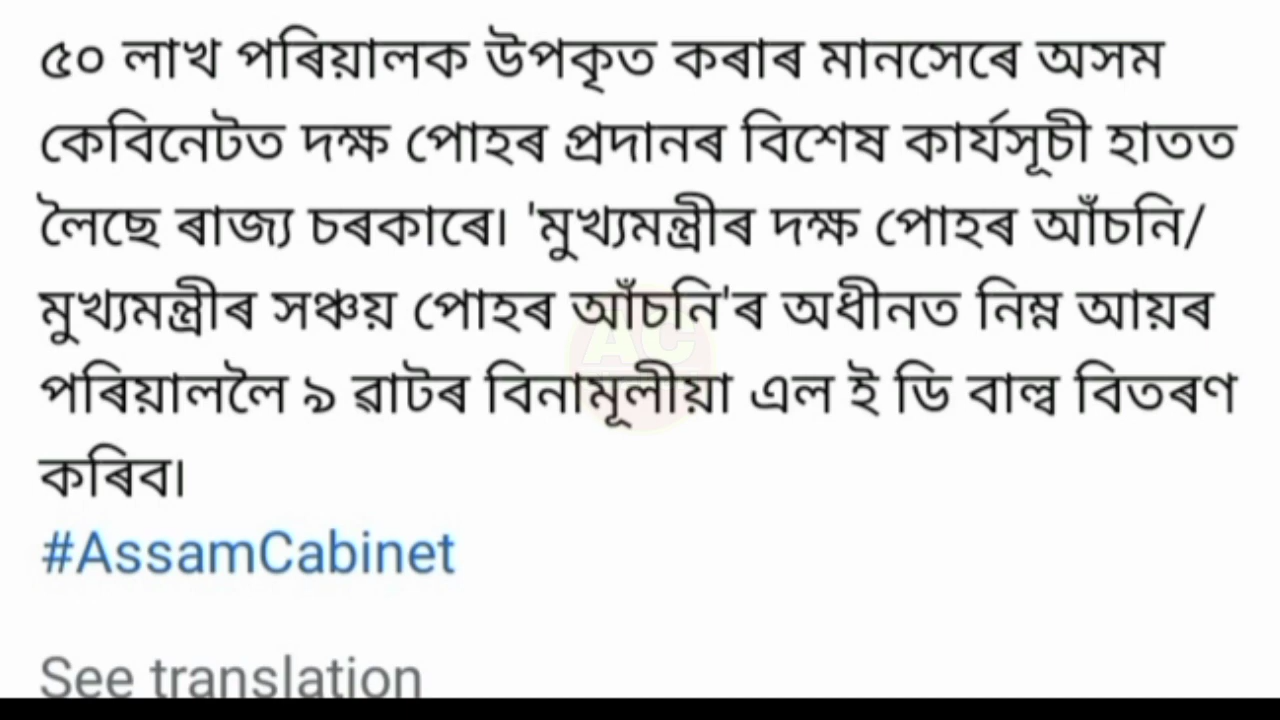 ৫০ লাখ পৰিয়ালক উপকৃত কৰাৰ মানসেৰে অসম
কেবিনেটত দক্ষ পোহৰ প্ৰদানৰ বিশেষ কাৰ্যসূচী হাতত
লৈছে ৰাজ্য চৰকাৰে। 'মুখ্যমন্ত্ৰীৰ দক্ষ পোহৰ আঁচনি/
মুখ্যমন্ত্ৰীৰ সঞ্চয় পোহৰ আঁচনি'ৰ অধীনত নিম্ন আয়ৰ
পৰিয়াললৈ ৯ ৱাটৰ বিনামূলীয়া এল ই ডি বাল্ব বিতৰণ
কৰিব।
#AssamCabinet
See translation
AC